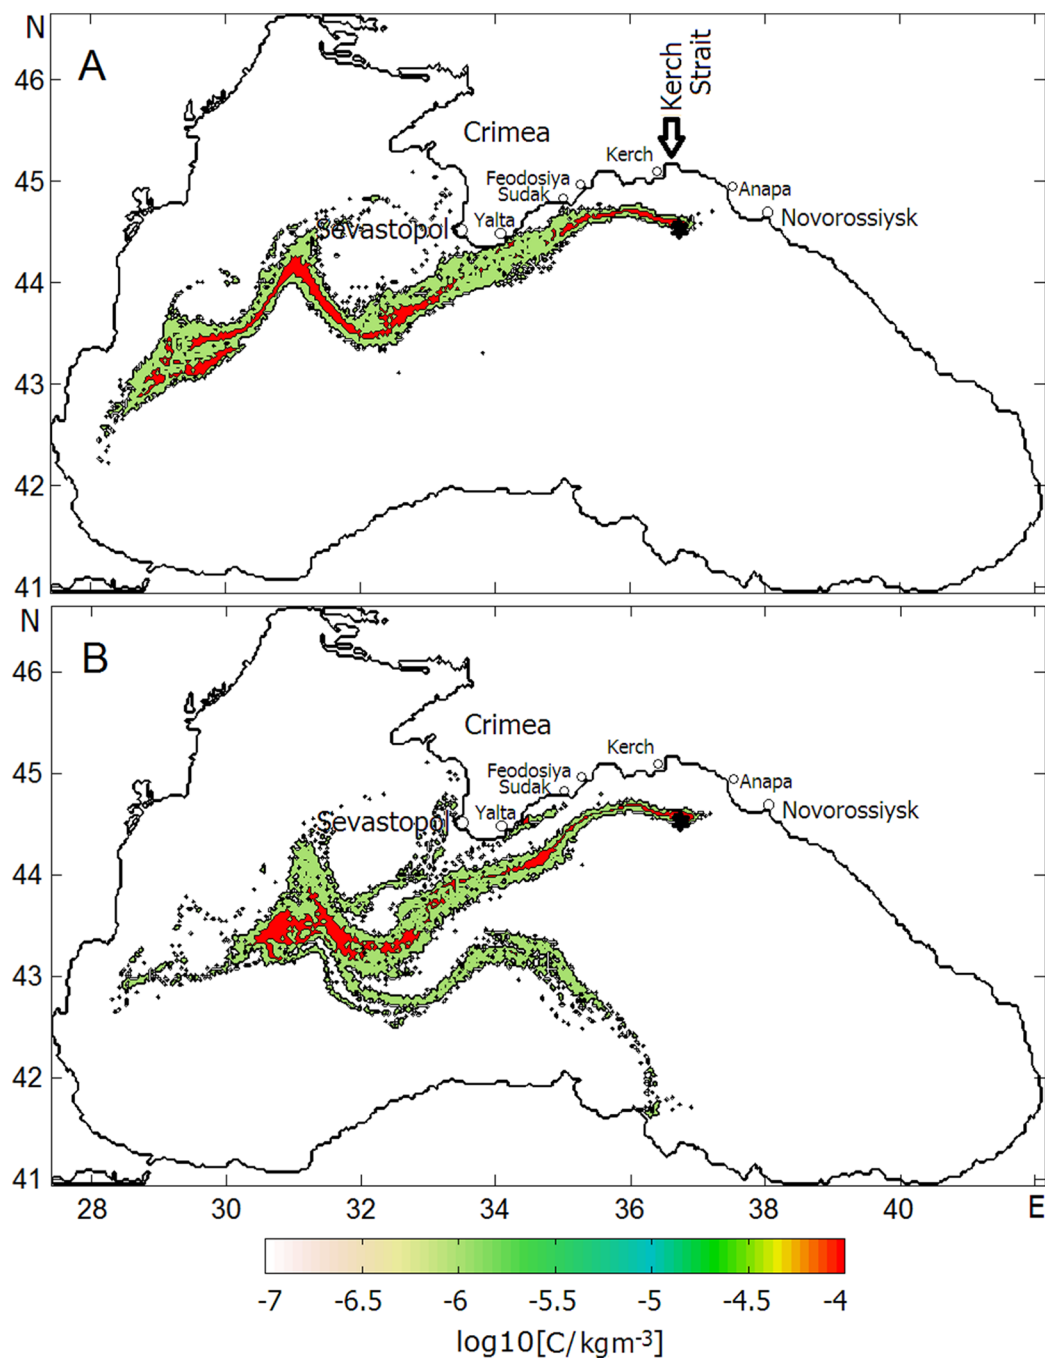 N
A
46
45
44
43
42
41
Crimea
Kerch
Strait
Kerch
Feodosiya
Sudak
Anapa
Sevastopol
Yalta
Novorossiysk
N
B
46
45
44
43
42
41
Crimea
Kerch
Feodosiya
Sudak
Anapa
Sevastopol
Yalta
Novorossiysk
4
28 30 32 34 36 38 40 E
-7 -6.5 -6 -5.5 -5 -4.5 -4
log10[C/kgm-3]